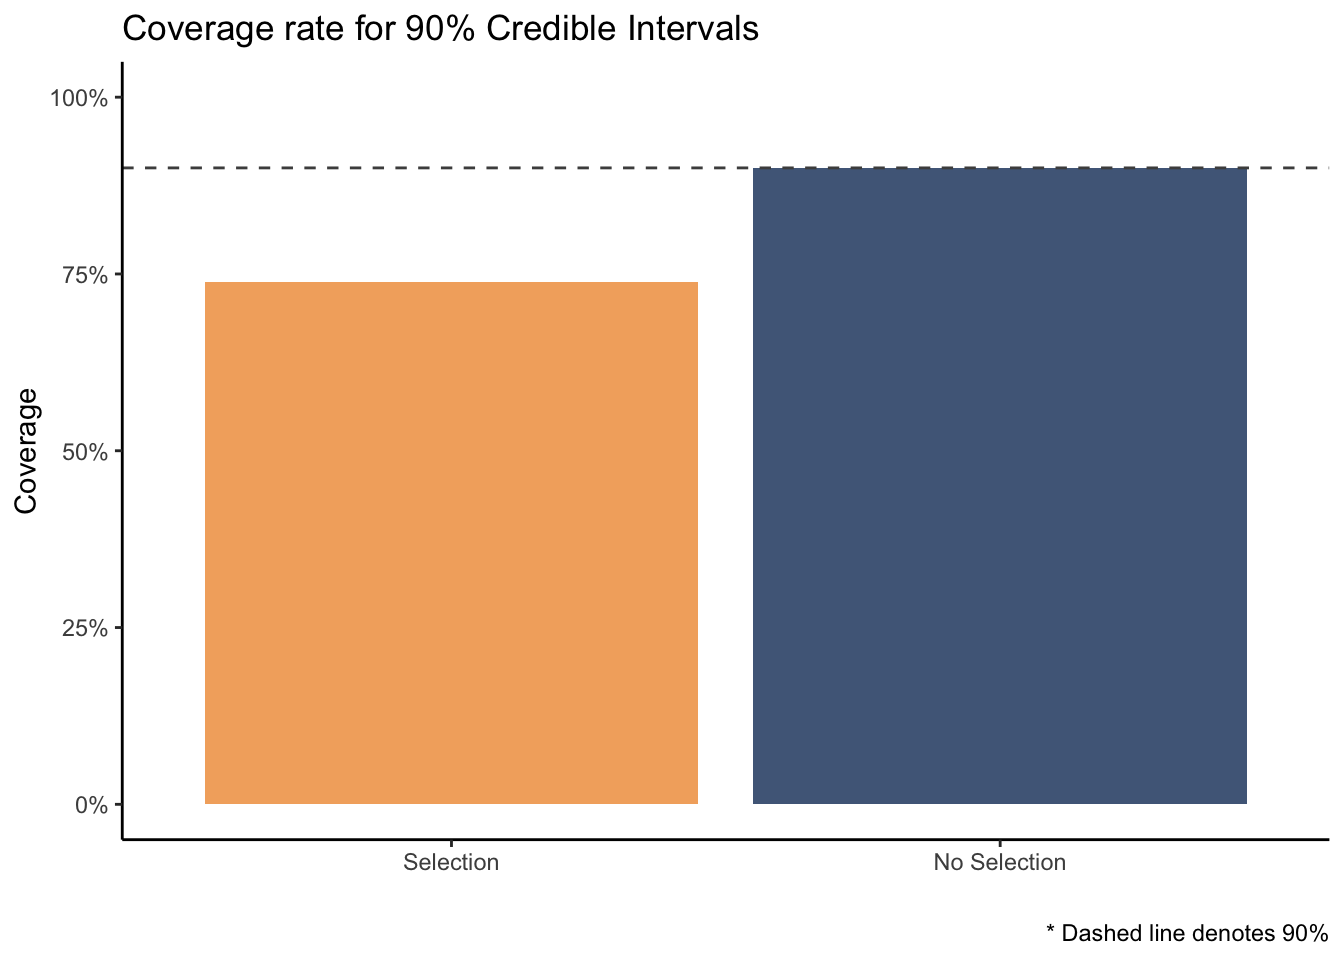 Coverage rate for 90% Credible Intervals
100%
75%
50%
25%
0%
Coverage
Selection
No Selection
* Dashed line denotes 90%